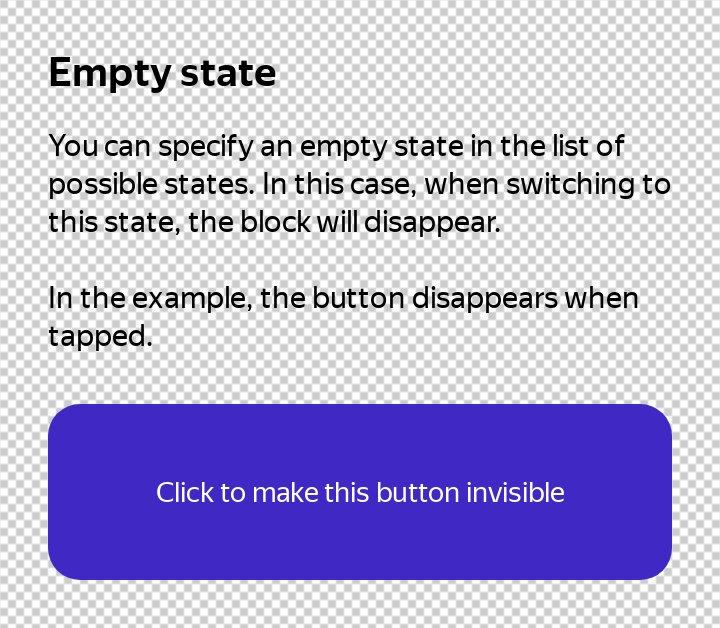 Empty state
You can specify an empty state in the list of
possible states. In this case, when switching to
this state, the block will disappear.
In the example, the button disappears when
tapped.
Click to make this button invisible